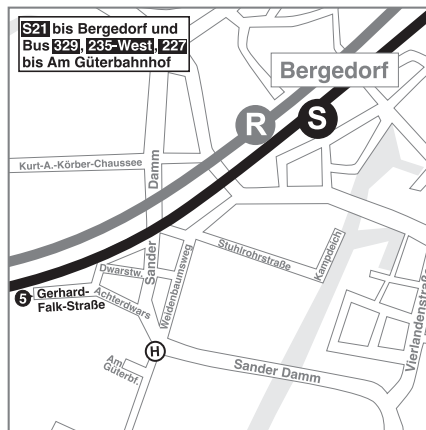 S21 bis Bergedorf und
Bus 329, 235-West, 227
bis Am Güterbahnhof
Bergedorf
R
S
Kurt-A.-Körber-Chaussee
Sander Damm
Stuhlrohrstraße
Kampdeich
Dwarstw.
Weidenbaumsweg
Achterdwars
5
Gerhard-
Falk-Straße
Vierlandenstraße
H
Am
Güterbf.
Sander Damm